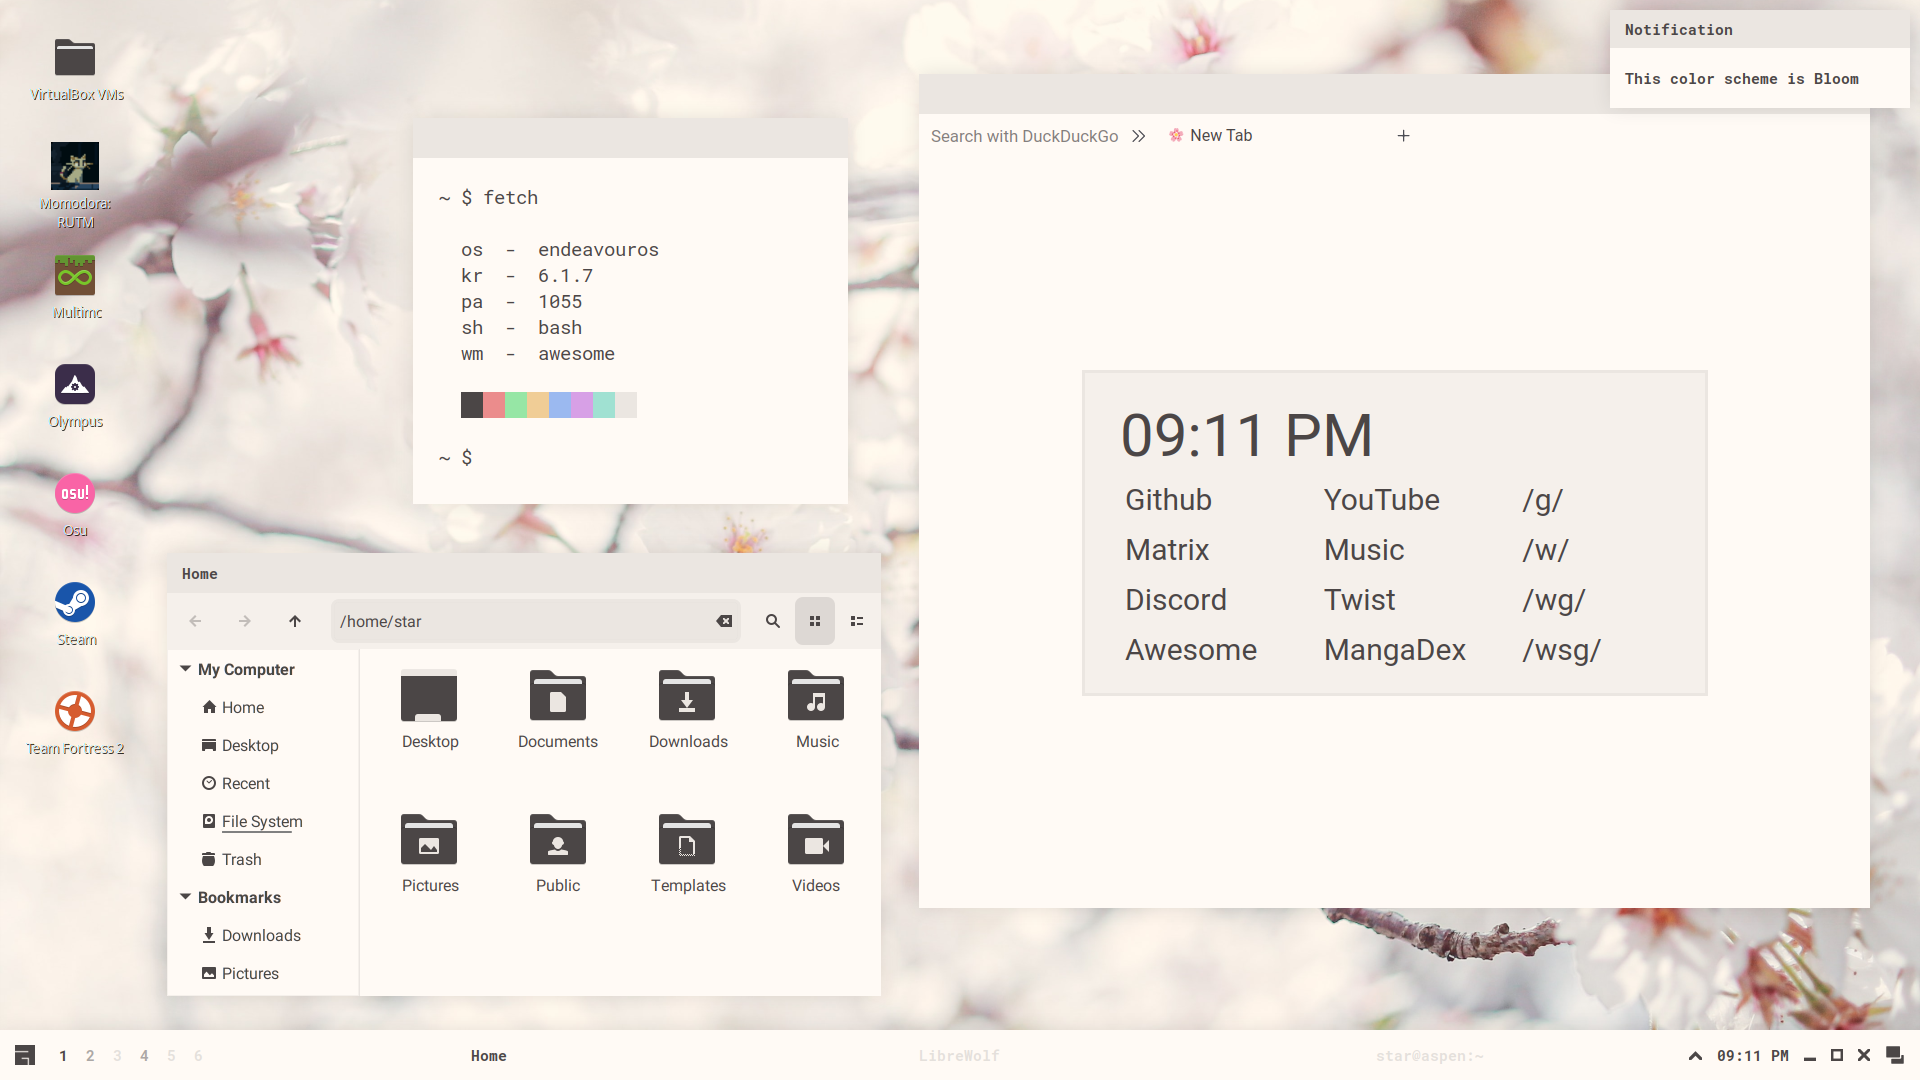 VirtualBox VMs
Momodora:
RUTM
Multimc
Olympus
osu!
Osu
Steam
Team Fortress 2
~ $ fetch
os - endeavouros
kr - 6.1.7
pa - 1055
sh - bash
wm - awesome
~ $
Home
/home/star
My Computer
Home
Desktop
Recent
File System
Trash
Bookmarks
Downloads
Pictures
Desktop Documents Downloads Music
Pictures Public Templates Videos
Notification
This color scheme is Bloom
Search with DuckDuckGo New Tab
09:11 PM
Github YouTube /g/
Matrix Music /w/
Discord Twist /wg/
Awesome MangaDex /wsg/
1 2 3 4 5 6 Home LibreWolf star@aspen:~ 09:11 PM